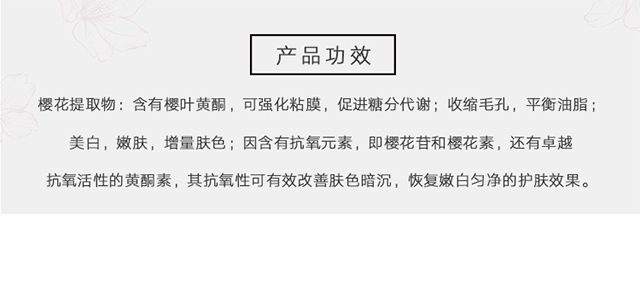 产品功效
樱花提取物：含有樱叶黄酮，可强化粘膜，促进糖分代谢；收缩毛孔，平衡油脂；
美白，嫩肤，增量肤色；因含有抗氧元素，即樱花苷和樱花素，还有卓越
抗氧活性的黄酮素，其抗氧性可有效改善肤色暗沉，恢复嫩白匀净的护肤效果。